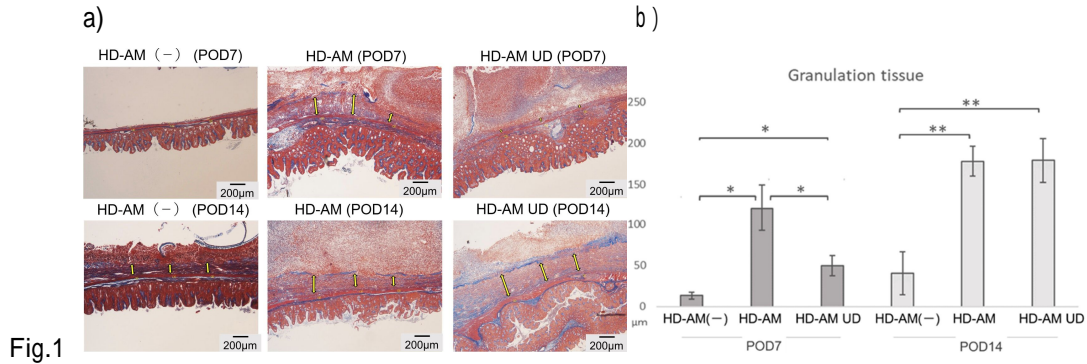 a)
HD-AM（－）(POD7)
HD-AM (POD7)
HD-AM UD (POD7)
200μm
200μm
200μm
HD-AM（－）(POD14)
HD-AM (POD14)
HD-AM UD (POD14)
200μm
200μm
200μm
Fig.1
b )
Granulation tissue
250
200
150
100
50
0
μm
*
*
*
**
**
HD-AM(－)
HD-AM
HD-AM UD
HD-AM(－)
HD-AM
HD-AM UD
POD7
POD14